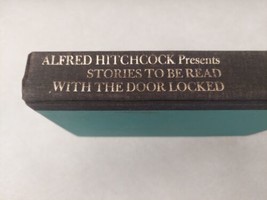 ALFRED HITCHCOCK Presents
STORIES TO BE READ
WITH THE DOOR LOCKED